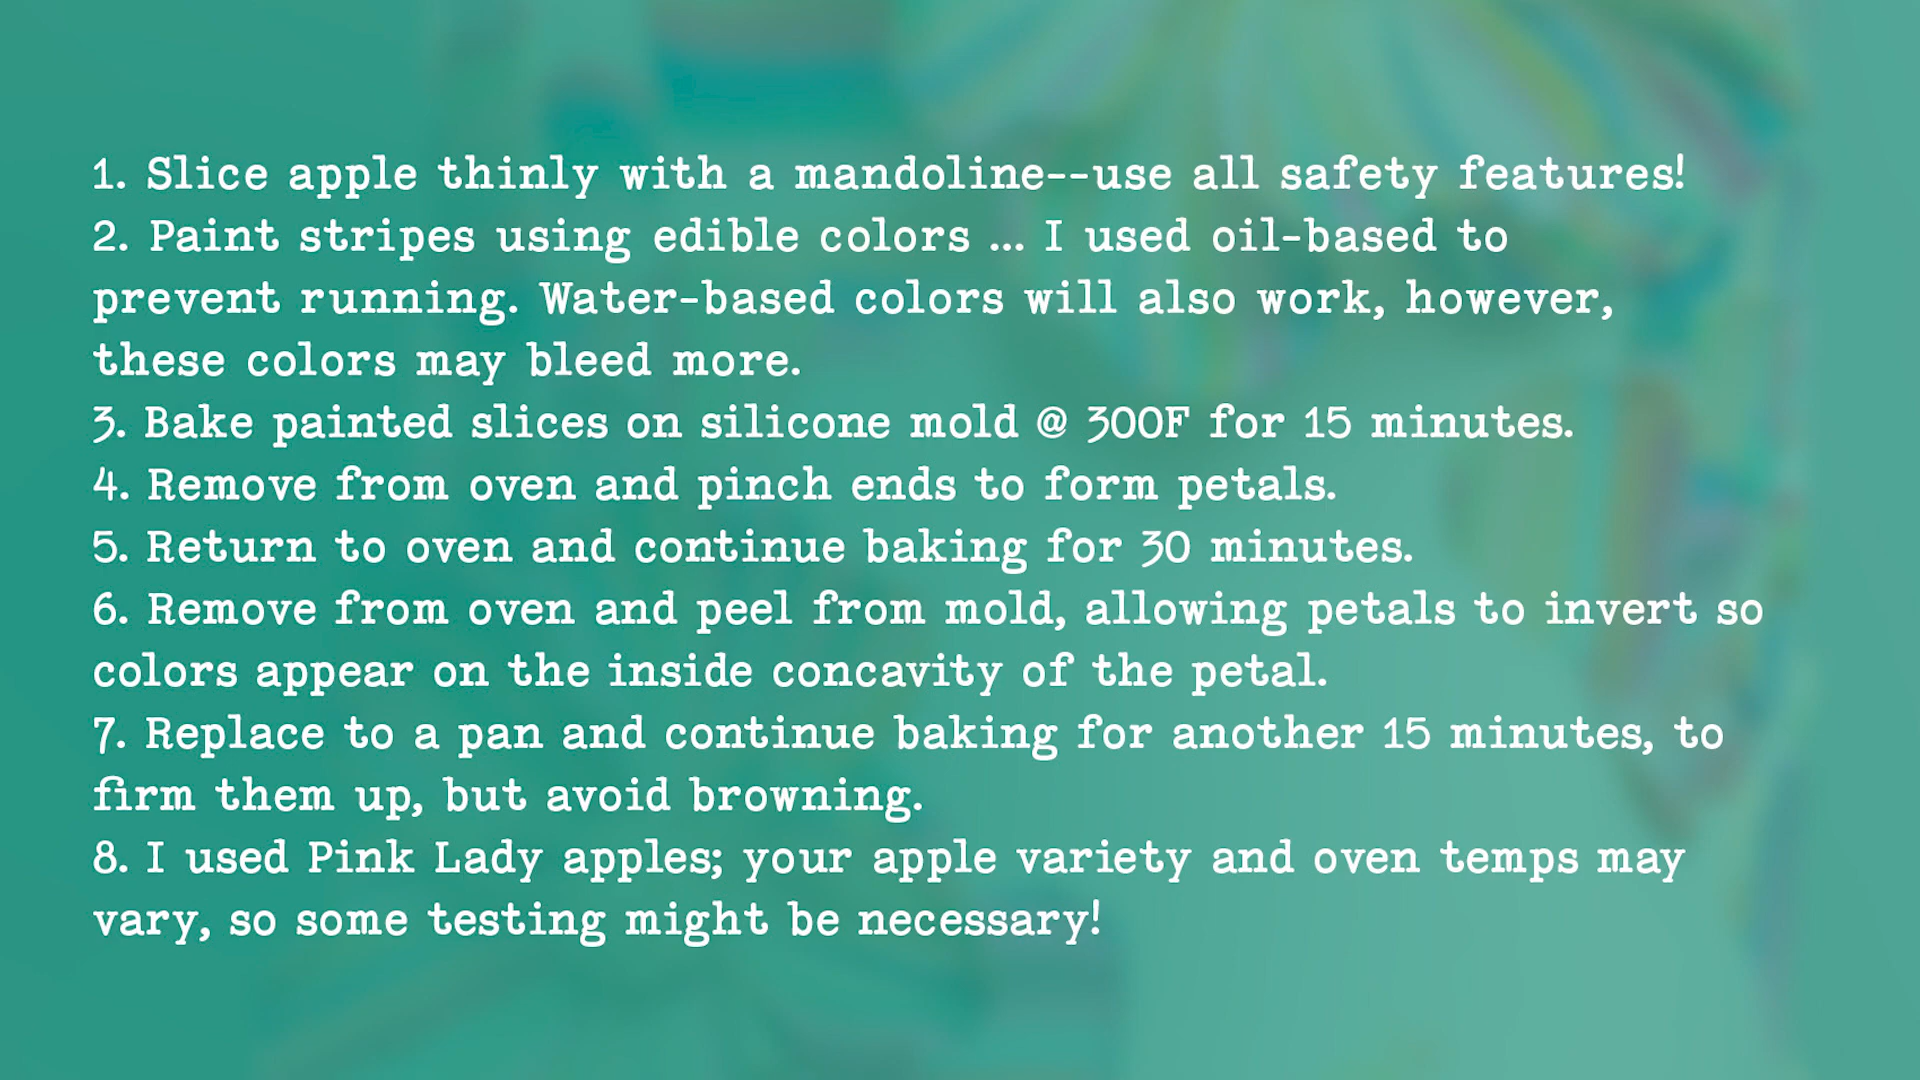 1. Slice apple thinly with a mandoline--use all safety features!
2. Paint stripes using edible colors ... I used oil-based to
prevent running. Water-based colors will also work, however,
these colors may bleed more.
3. Bake painted slices on silicone mold @ 300F for 15 minutes.
4. Remove from oven and pinch ends to form petals.
5. Return to oven and continue baking for 30 minutes.
6. Remove from oven and peel from mold, allowing petals to invert so
colors appear on the inside concavity of the petal.
7. Replace to a pan and continue baking for another 15 minutes, to
firm them up, but avoid browning.
8. I used Pink Lady apples; your apple variety and oven temps may
vary, so some testing might be necessary!